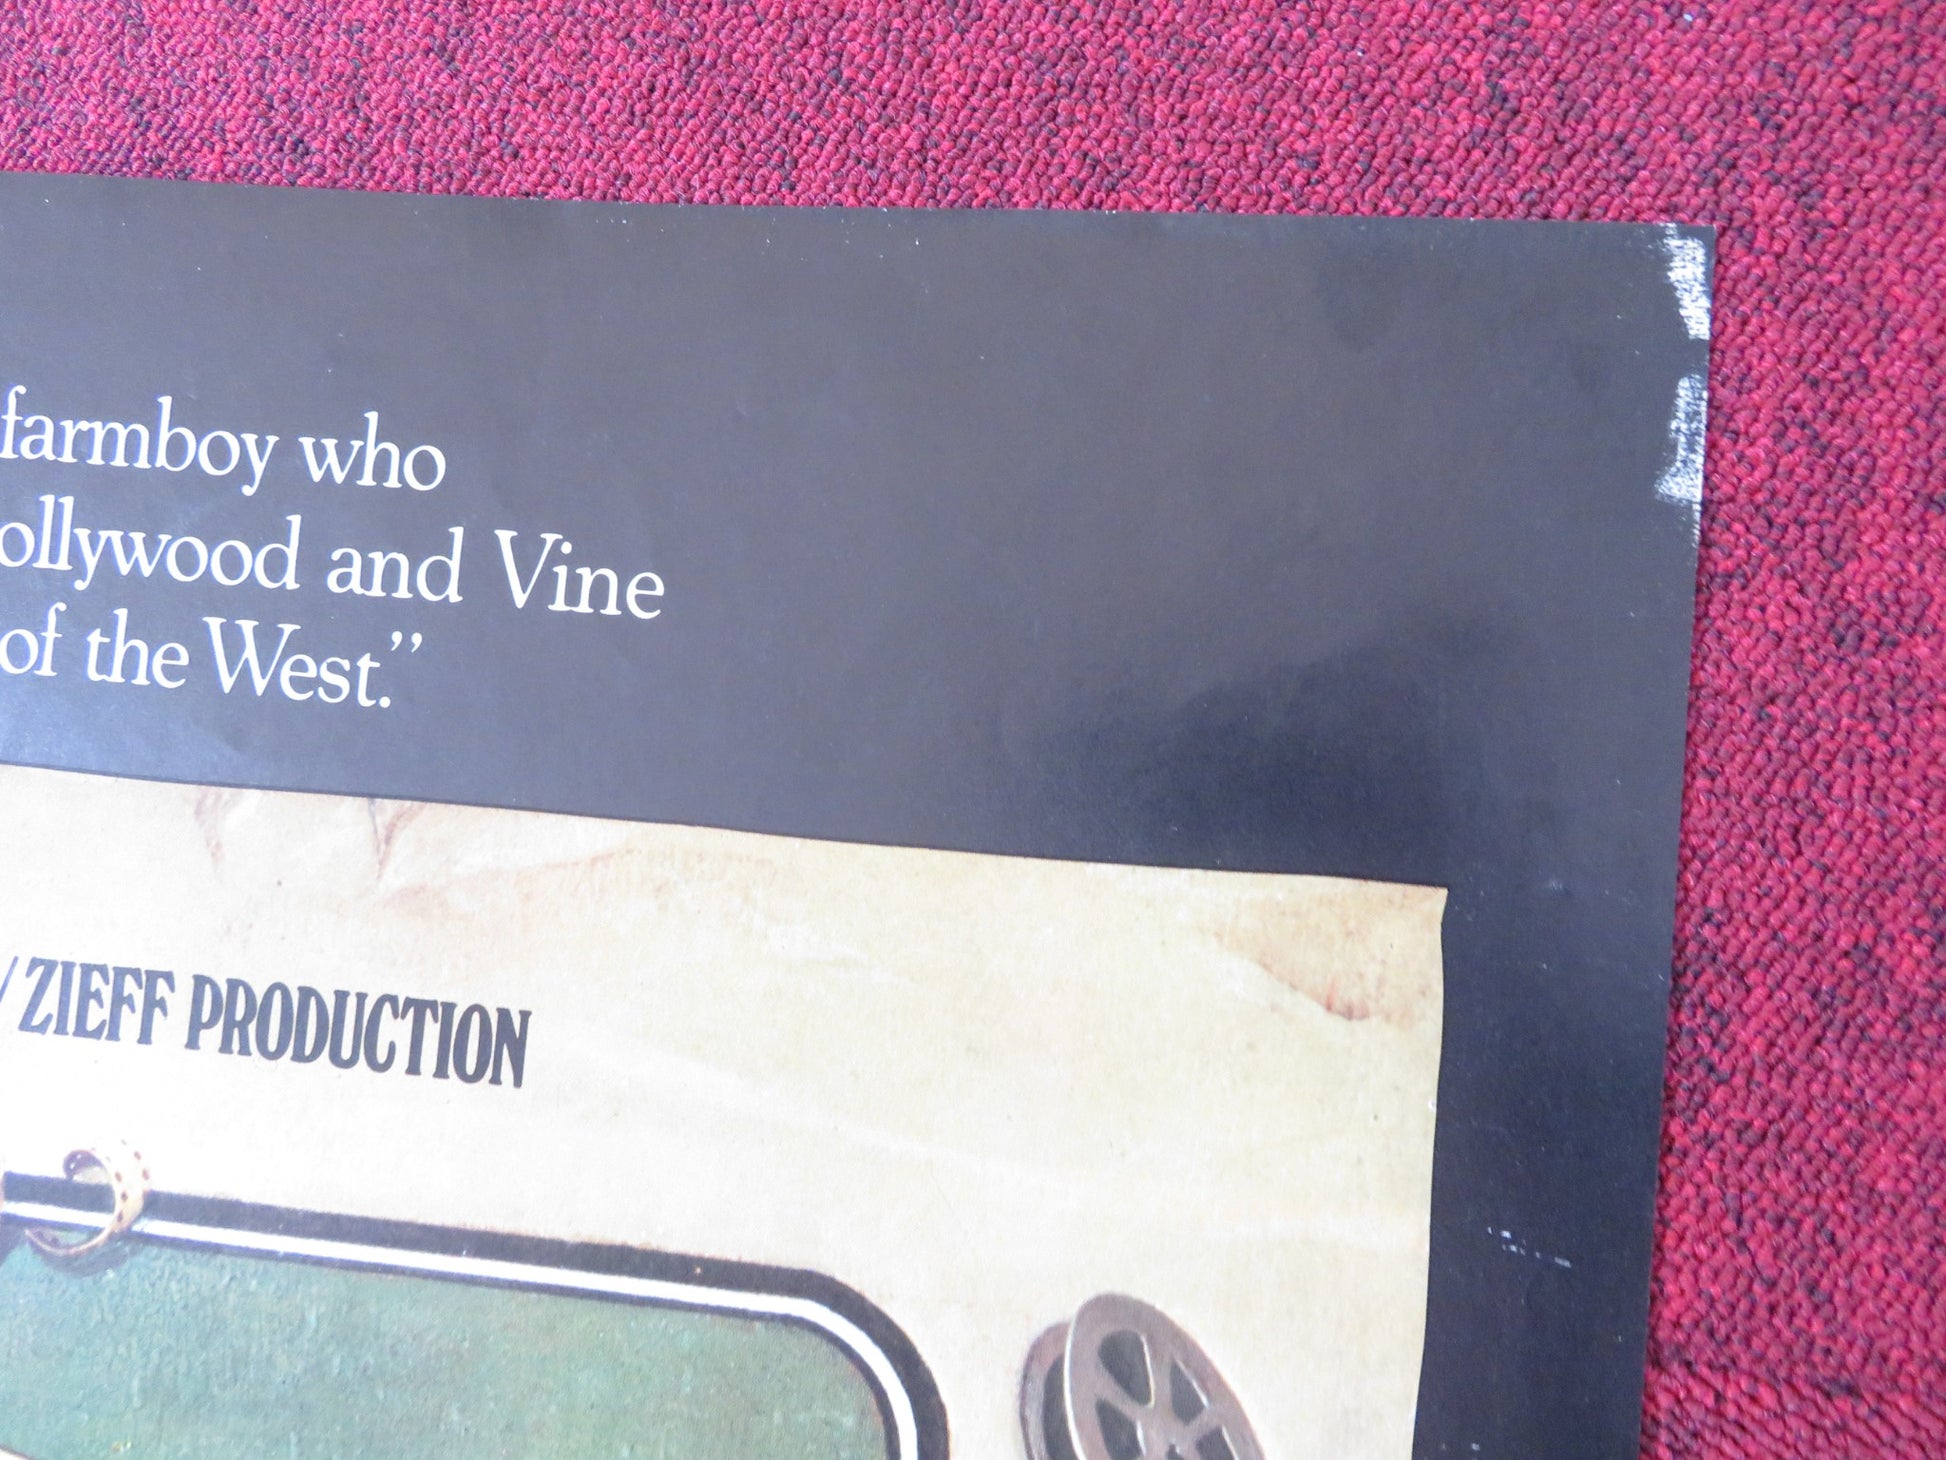 farmboy who
ollywood and Vine
of the West.”
/ZIEFF PRODUCTION